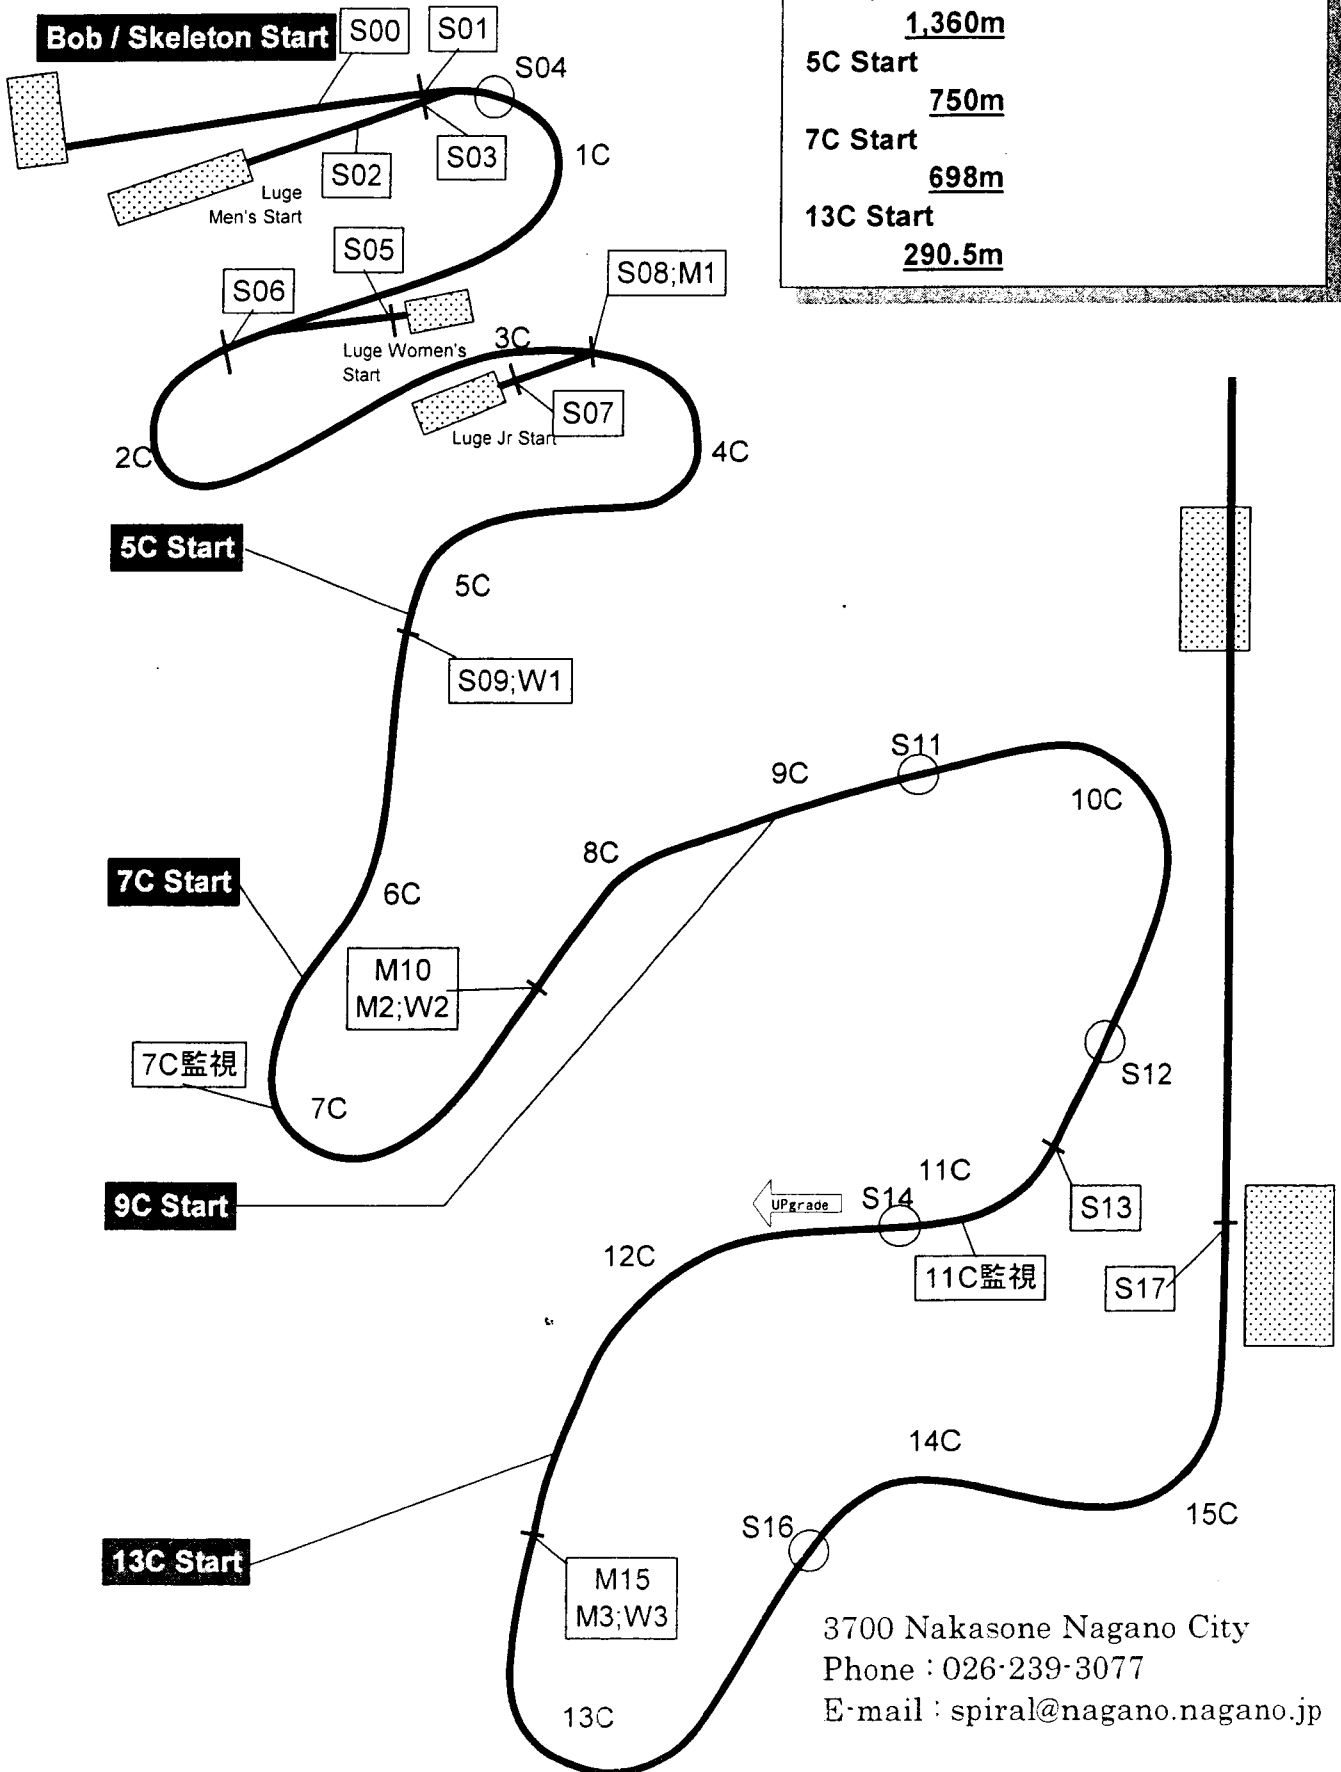 Bob / Skeleton Start
S00
S01
S04
1,360m
5C Start
750m
7C Start
698m
13C Start
290.5m
S03
S02
1C
Luge
Men's Start
S05
S06
S08;M1
Luge Women's
Start
3C
S07
Luge Jr Start
2C
4C
5C Start
5C
S09;W1
S11
9C
10C
8C
7C Start
6C
M10
M2;W2
7C監視
7C
S12
9C Start
11C
S13
UPgrade
S14
12C
11C監視
S17
14C
15C
S16
13C Start
M15
M3;W3
13C
3700 Nakasone Nagano City
Phone：026-239-3077
E-mail：spiral@nagano.nagano.jp